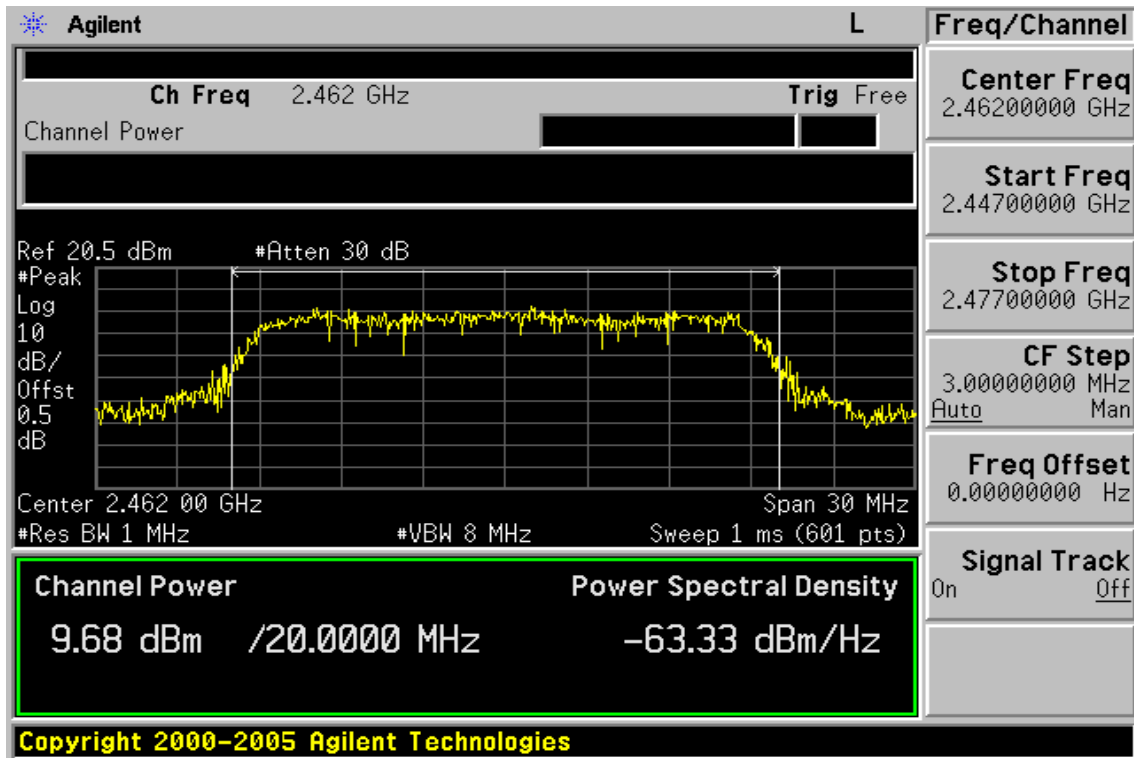 Agilent
L
Freq/Channel
Ch Freq 2.462 GHz
Trig Free
Channel Power
Center Freq
2.46200000 GHz
Start Freq
2.44700000 GHz
Stop Freq
2.47700000 GHz
CF Step
3.00000000 MHz
Auto Man
Freq Offset
0.00000000 Hz
Signal Track
On Off
Ref 20.5 dBm
#Atten 30 dB
#Peak
Log
10
dB/
Offst
0.5
dB
Center 2.462 00 GHz
Span 30 MHz
#Res BW 1 MHz
#VBW 8 MHz
Sweep 1 ms (601 pts)
Channel Power
Power Spectral Density
9.68 dBm /20.0000 MHz
-63.33 dBm/Hz
Copyright 2000-2005 Agilent Technologies